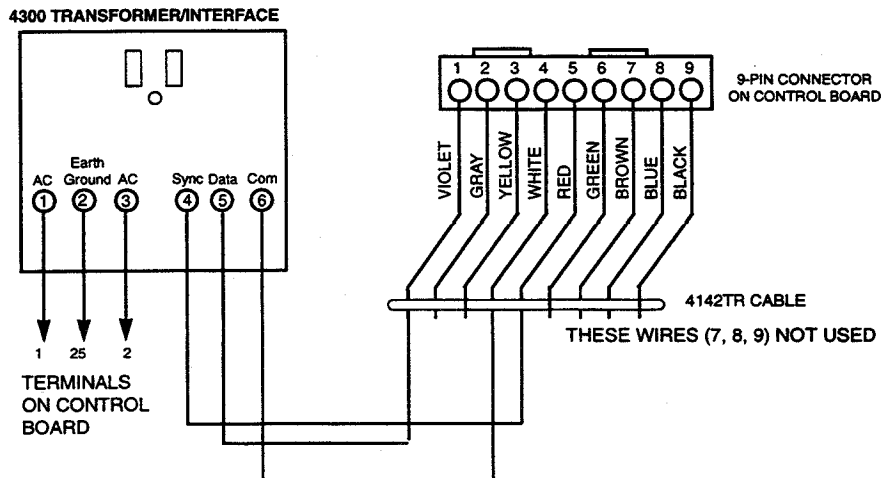 4300 TRANSFORMER/INTERFACE
1 2 3 4 5 6 7 8 9
9-PIN CONNECTOR
ON CONTROL BOARD
VIOLET
GRAY
YELLOW
WHITE
RED
GREEN
BROWN
BLUE
BLACK
Earth
AC Ground AC Sync Data Com
1 2 3 4 5 6
4142TR CABLE
THESE WIRES (7, 8, 9) NOT USED
1 25 2
TERMINALS
ON CONTROL
BOARD